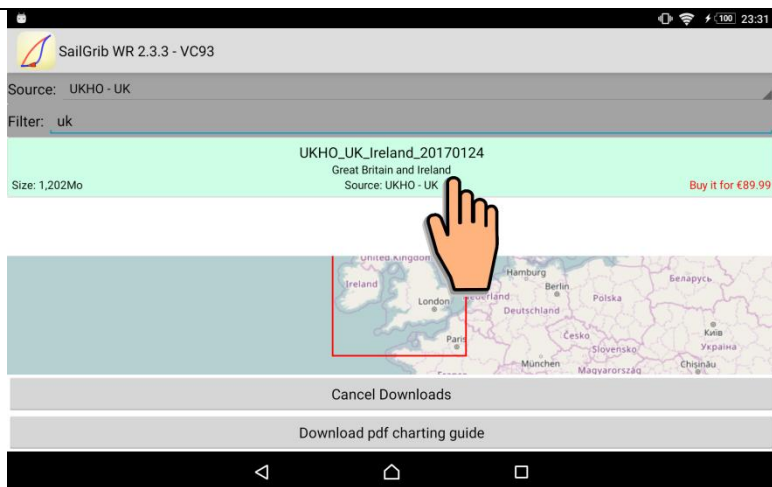 100 23:31
SailGrib WR 2.3.3 - VC93
Source: UKHO - UK
Filter: uk
UKHO_UK_Ireland_20170124
Great Britain and Ireland
Size: 1,202Mo Source: UKHO - UK Buy it for €89.99
United Kingdom
Ireland
Hamburg
Беларусь
Berlin
London
Polska
Deutschland
Paris
Česko
Київ
Slovensko
Україна
München
Magyarország
Chișinău
Cancel Downloads
Download pdf charting guide